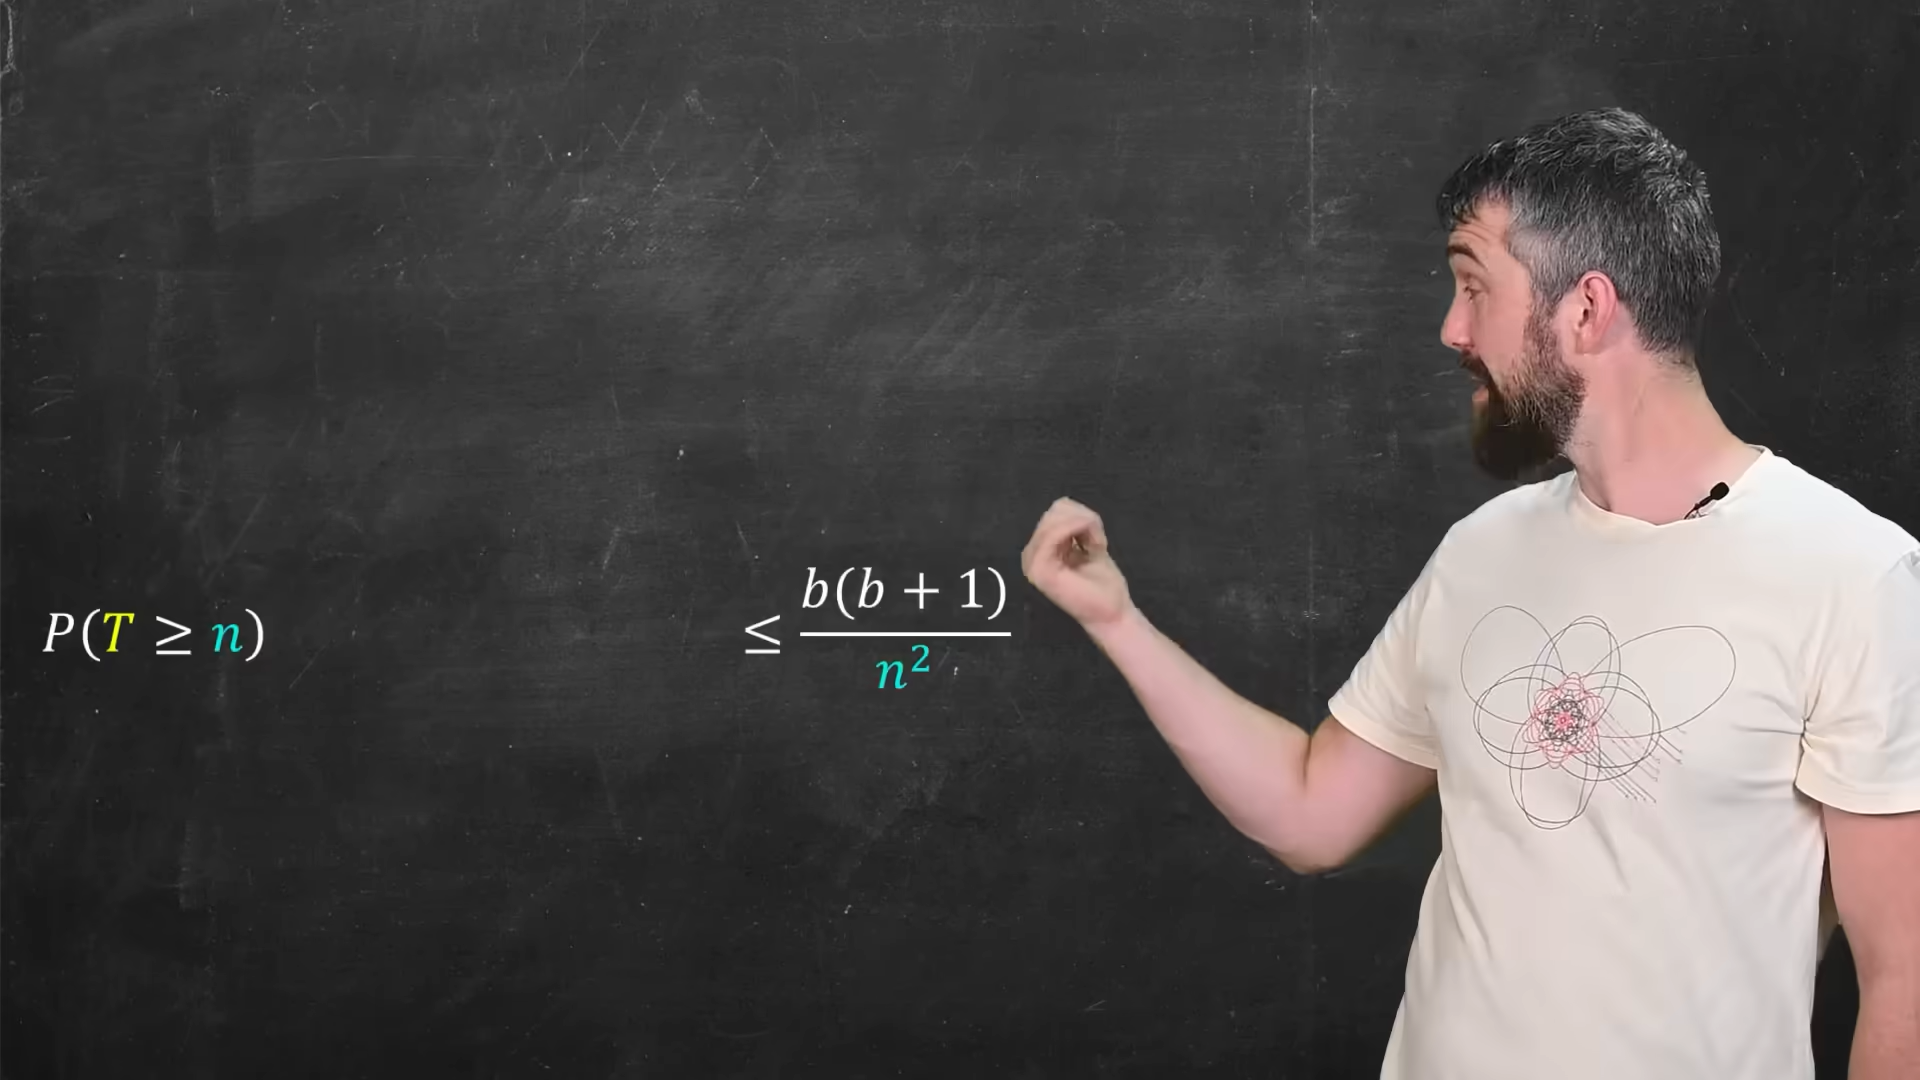 P(T ≥ n) ≤ b(b + 1) / n²